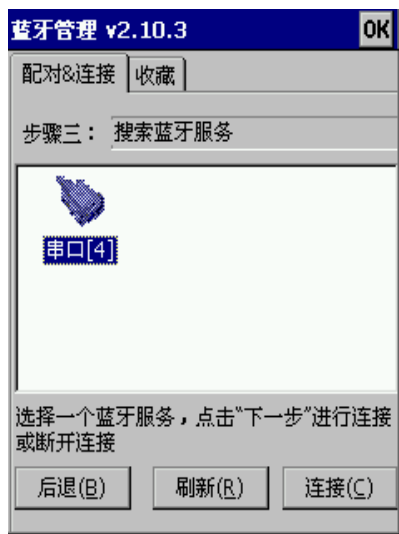 蓝牙管理 v2.10.3 OK
配对&连接 收藏
步骤三： 搜索蓝牙服务
串口[4]
选择一个蓝牙服务，点击“下一步”进行连接
或断开连接
后退(B) 刷新(R) 连接(C)